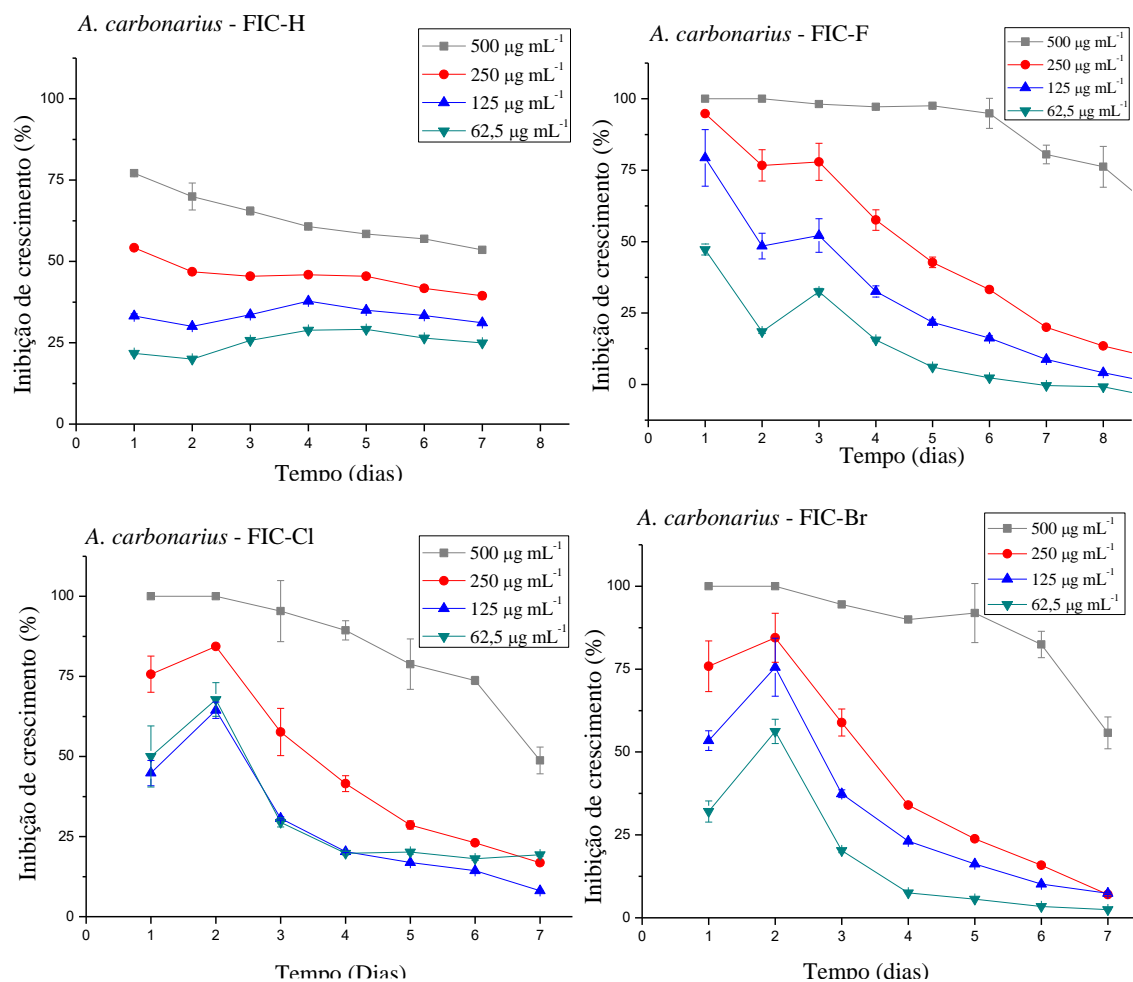 A. carbonarius - FIC-H
500 µg mL⁻¹
250 µg mL⁻¹
125 µg mL⁻¹
62,5 µg mL⁻¹
Inibição de crescimento (%)
100
75
50
25
0
0 1 2 3 4 5 6 7 8
Tempo (dias)
A. carbonarius - FIC-F
500 µg mL⁻¹
250 µg mL⁻¹
125 µg mL⁻¹
62,5 µg mL⁻¹
Inibição de crescimento (%)
100
75
50
25
0
0 1 2 3 4 5 6 7 8
Tempo (dias)
A. carbonarius - FIC-Cl
500 µg mL⁻¹
250 µg mL⁻¹
125 µg mL⁻¹
62,5 µg mL⁻¹
Inibição de crescimento (%)
100
75
50
25
0
0 1 2 3 4 5 6 7
Tempo (Dias)
A. carbonarius - FIC-Br
500 µg mL⁻¹
250 µg mL⁻¹
125 µg mL⁻¹
62,5 µg mL⁻¹
Inibição de crescimento (%)
100
75
50
25
0
0 1 2 3 4 5 6 7
Tempo (dias)